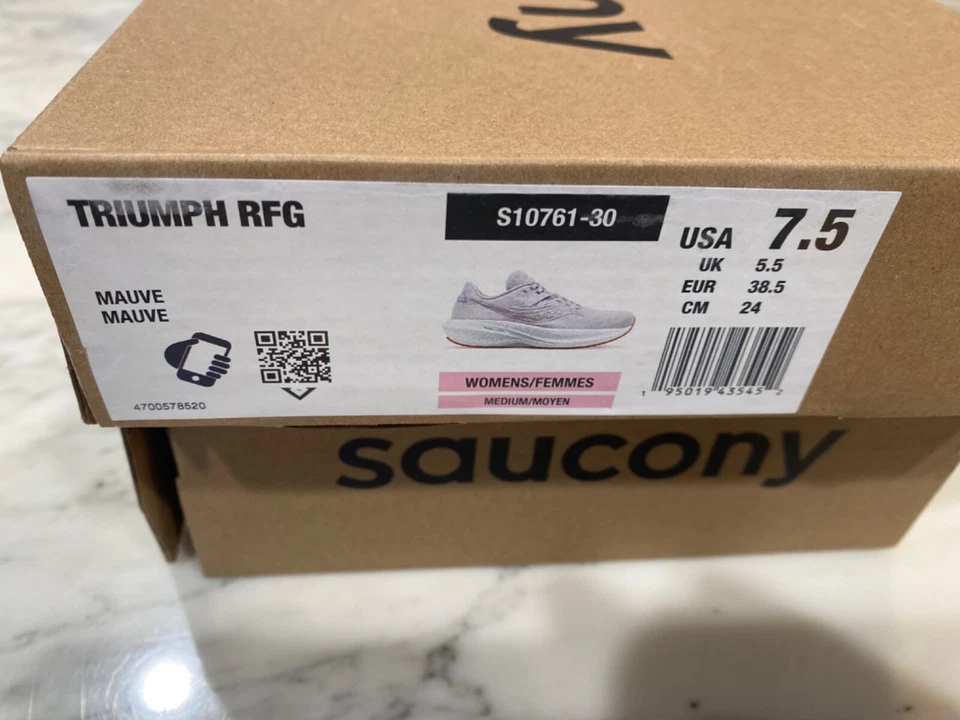 ny
TRIUMPH RFG
S10761-30
USA 7.5
UK 5.5
EUR 38.5
CM 24
MAUVE
MAUVE
4700578520
WOMENS/FEMMES
MEDIUM/MOYEN
1 95019 43545 2
saucony